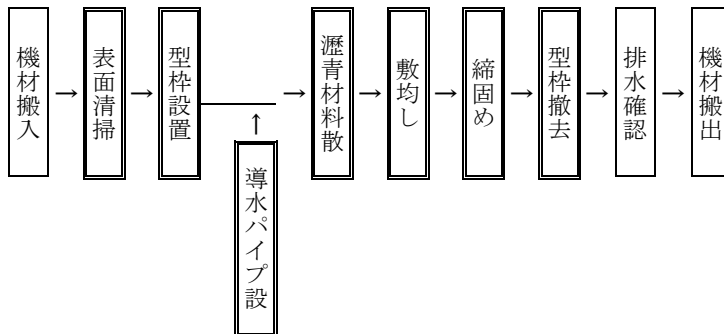 機材搬入
→
表面清掃
→
型枠設置
→
瀝青材料散
→
敷均し
→
締固め
→
型枠撤去
→
排水確認
→
機材搬出
↑
導水パイプ設